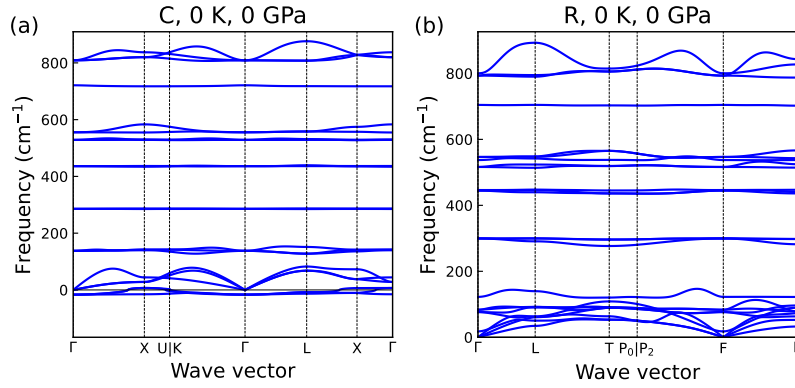 (a)
C, 0 K, 0 GPa
Frequency (cm⁻¹)
800
600
400
200
0
Γ X U|K Γ L X Γ
Wave vector
(b)
R, 0 K, 0 GPa
Frequency (cm⁻¹)
800
600
400
200
0
Γ L T P₀|P₂ F
Wave vector